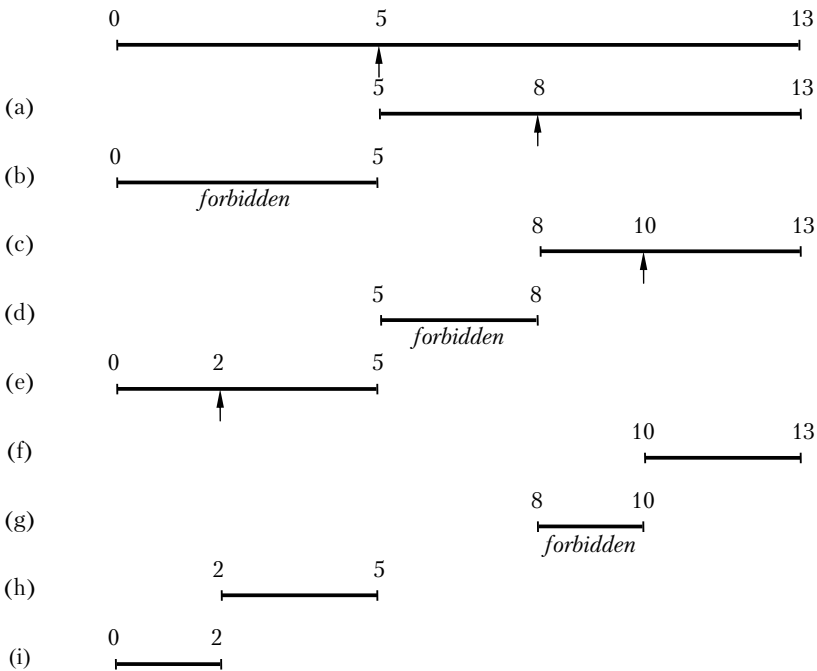 0 5 13
(a) 5 8 13
(b) 0 5
forbidden
(c) 8 10 13
(d) 5 8
forbidden
(e) 0 2 5
(f) 10 13
(g) 8 10
forbidden
(h) 2 5
(i) 0 2